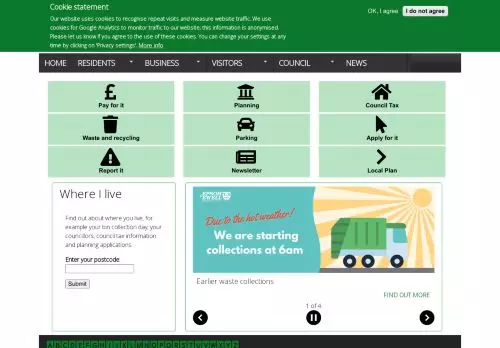 Cookie statement
Our website uses cookies to recognise repeat visits and measure website traffic. We use
cookies for Google Analytics to monitor traffic to our website; this information is anonymised.
Please let us know if you agree to the use of these cookies. You can change your settings at
any time by clicking on 'Privacy settings'. More info
OK, I agree
I do not agree
HOME RESIDENTS BUSINESS VISITORS COUNCIL NEWS
Pay for it
Planning
Council Tax
Waste and recycling
Parking
Apply for it
Report it
Newsletter
Local Plan
Where I live
Find out about where you live, for
example your bin collection day, your
councillors, council tax information
and planning applications
Enter your postcode:
Submit
Due to the hot weather!
We are starting
collections at 6am
Earlier waste collections
FIND OUT MORE
1 of 4
A B C D E F G H I J K L M N O P Q R S T U V W X Y Z